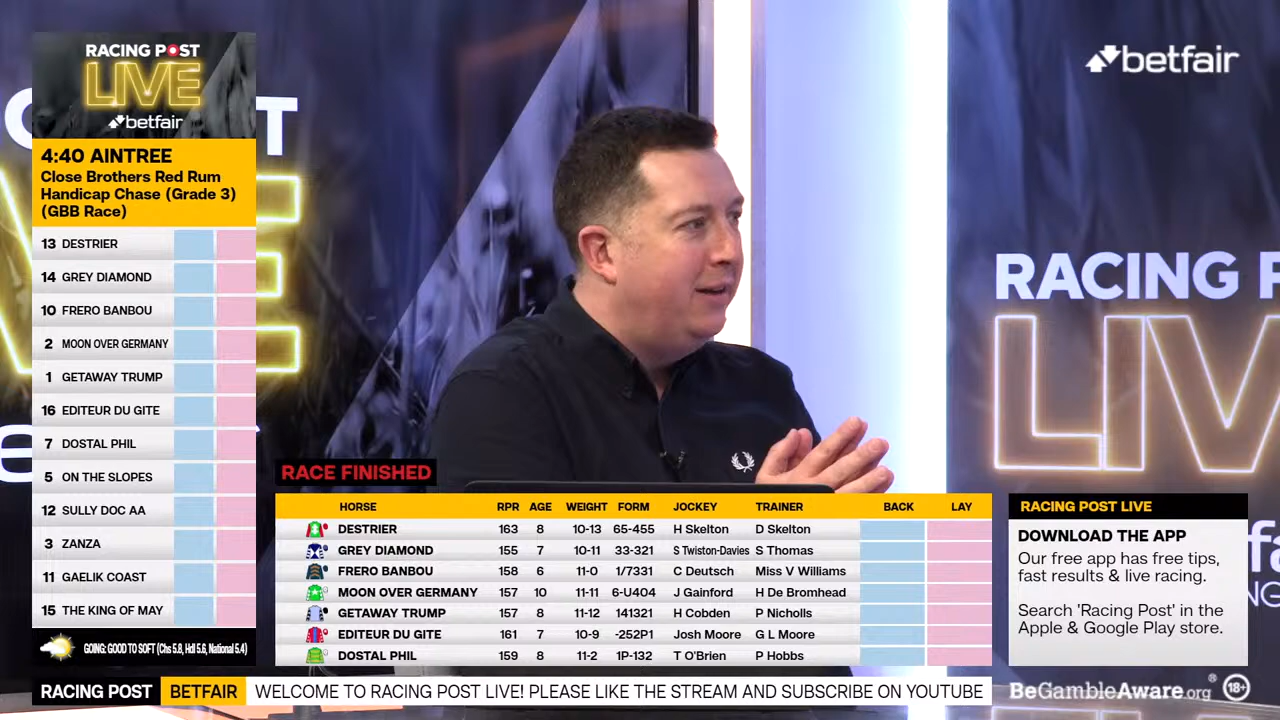 RACING POST
LIVE
betfair
4:40 AINTREE
Close Brothers Red Rum
Handicap Chase (Grade 3)
(GBB Race)
13 DESTRIER
14 GREY DIAMOND
10 FRERO BANBOU
2 MOON OVER GERMANY
1 GETAWAY TRUMP
16 EDITEUR DU GITE
7 DOSTAL PHIL
5 ON THE SLOPES
12 SULLY DOC AA
3 ZANZA
11 GAELIK COAST
15 THE KING OF MAY
GOING: GOOD TO SOFT (Chs 5.8, Hdl 5.6, National 5.4)
betfair
RACING P
LIV
RACE FINISHED
HORSE RPR AGE WEIGHT FORM JOCKEY TRAINER BACK LAY
DESTRIER 163 8 10-13 65-455 H Skelton D Skelton
GREY DIAMOND 155 7 10-11 33-321 S Twiston-Davies S Thomas
FRERO BANBOU 158 6 11-0 1/7331 C Deutsch Miss V Williams
MOON OVER GERMANY 157 10 11-11 6-U404 J Gainford H De Bromhead
GETAWAY TRUMP 157 8 11-12 141321 H Cobden P Nicholls
EDITEUR DU GITE 161 7 10-9 -252P1 Josh Moore G L Moore
DOSTAL PHIL 159 8 11-2 1P-132 T O'Brien P Hobbs
RACING POST LIVE
DOWNLOAD THE APP
Our free app has free tips,
fast results & live racing.
Search 'Racing Post' in the
Apple & Google Play store.
RACING POST BETFAIR WELCOME TO RACING POST LIVE! PLEASE LIKE THE STREAM AND SUBSCRIBE ON YOUTUBE
BeGambleAware.org® 18+